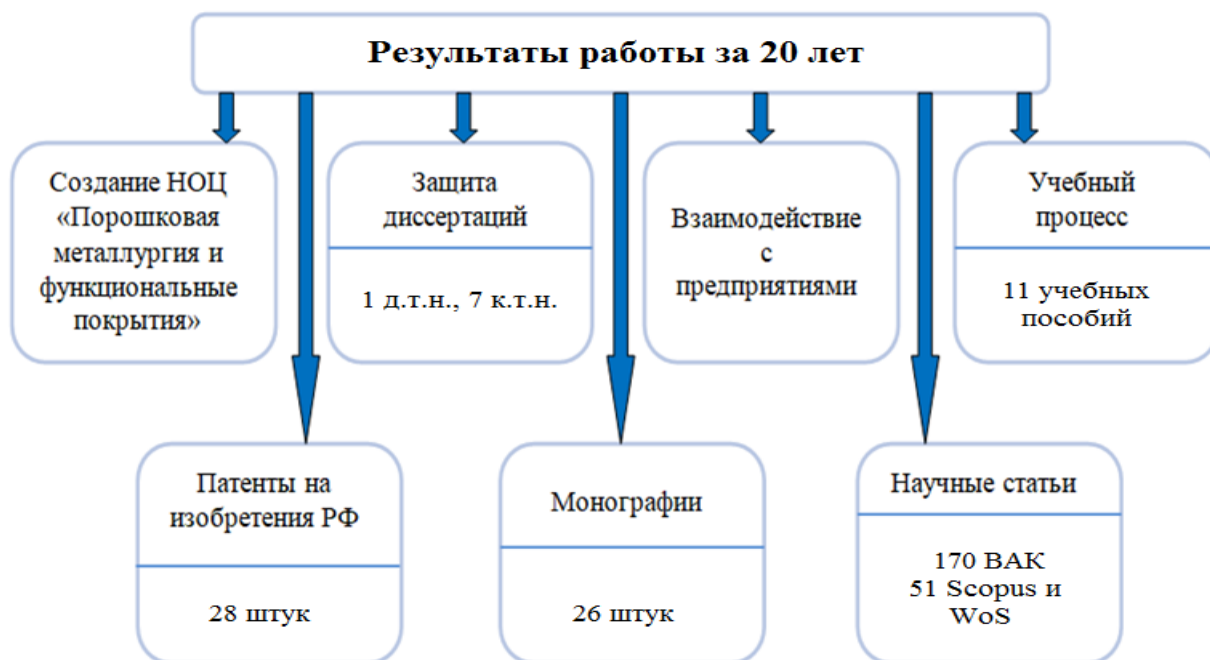 Результаты работы за 20 лет
Создание НОЦ
«Порошковая
металлургия и
функциональные
покрытия»
Защита
диссертаций
1 д.т.н., 7 к.т.н.
Взаимодействие
с
предприятиями
Учебный
процесс
11 учебных
пособий
Патенты на
изобретения РФ
28 штук
Монографии
26 штук
Научные статьи
170 ВАК
51 Scopus и
WoS